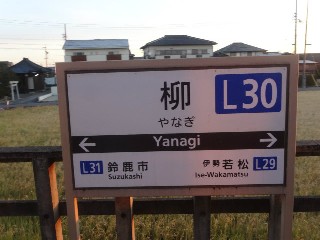 柳 L30
やなぎ
Yanagi
L31 鈴鹿市 伊勢若松 L29
Suzukashi Ise-Wakamatsu